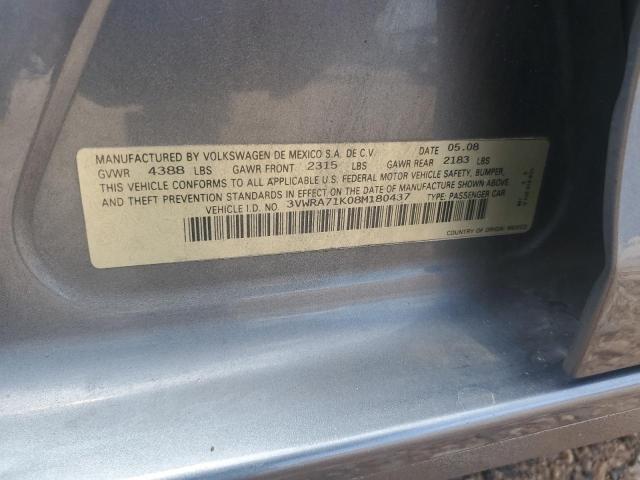 MANUFACTURED BY VOLKSWAGEN DE MEXICO S.A. DE C.V. DATE 05.08
GVWR 4388 LBS GAWR FRONT 2315 LBS GAWR REAR 2183 LBS
THIS VEHICLE CONFORMS TO ALL APPLICABLE U.S. FEDERAL MOTOR VEHICLE SAFETY, BUMPER,
AND THEFT PREVENTION STANDARDS IN EFFECT ON THE DATE OF MANUFACTURE SHOWN ABOVE.
VEHICLE I.D. NO. 3VWRA71K08M180437 TYPE: PASSENGER CAR
COUNTRY OF ORIGIN: MEXICO